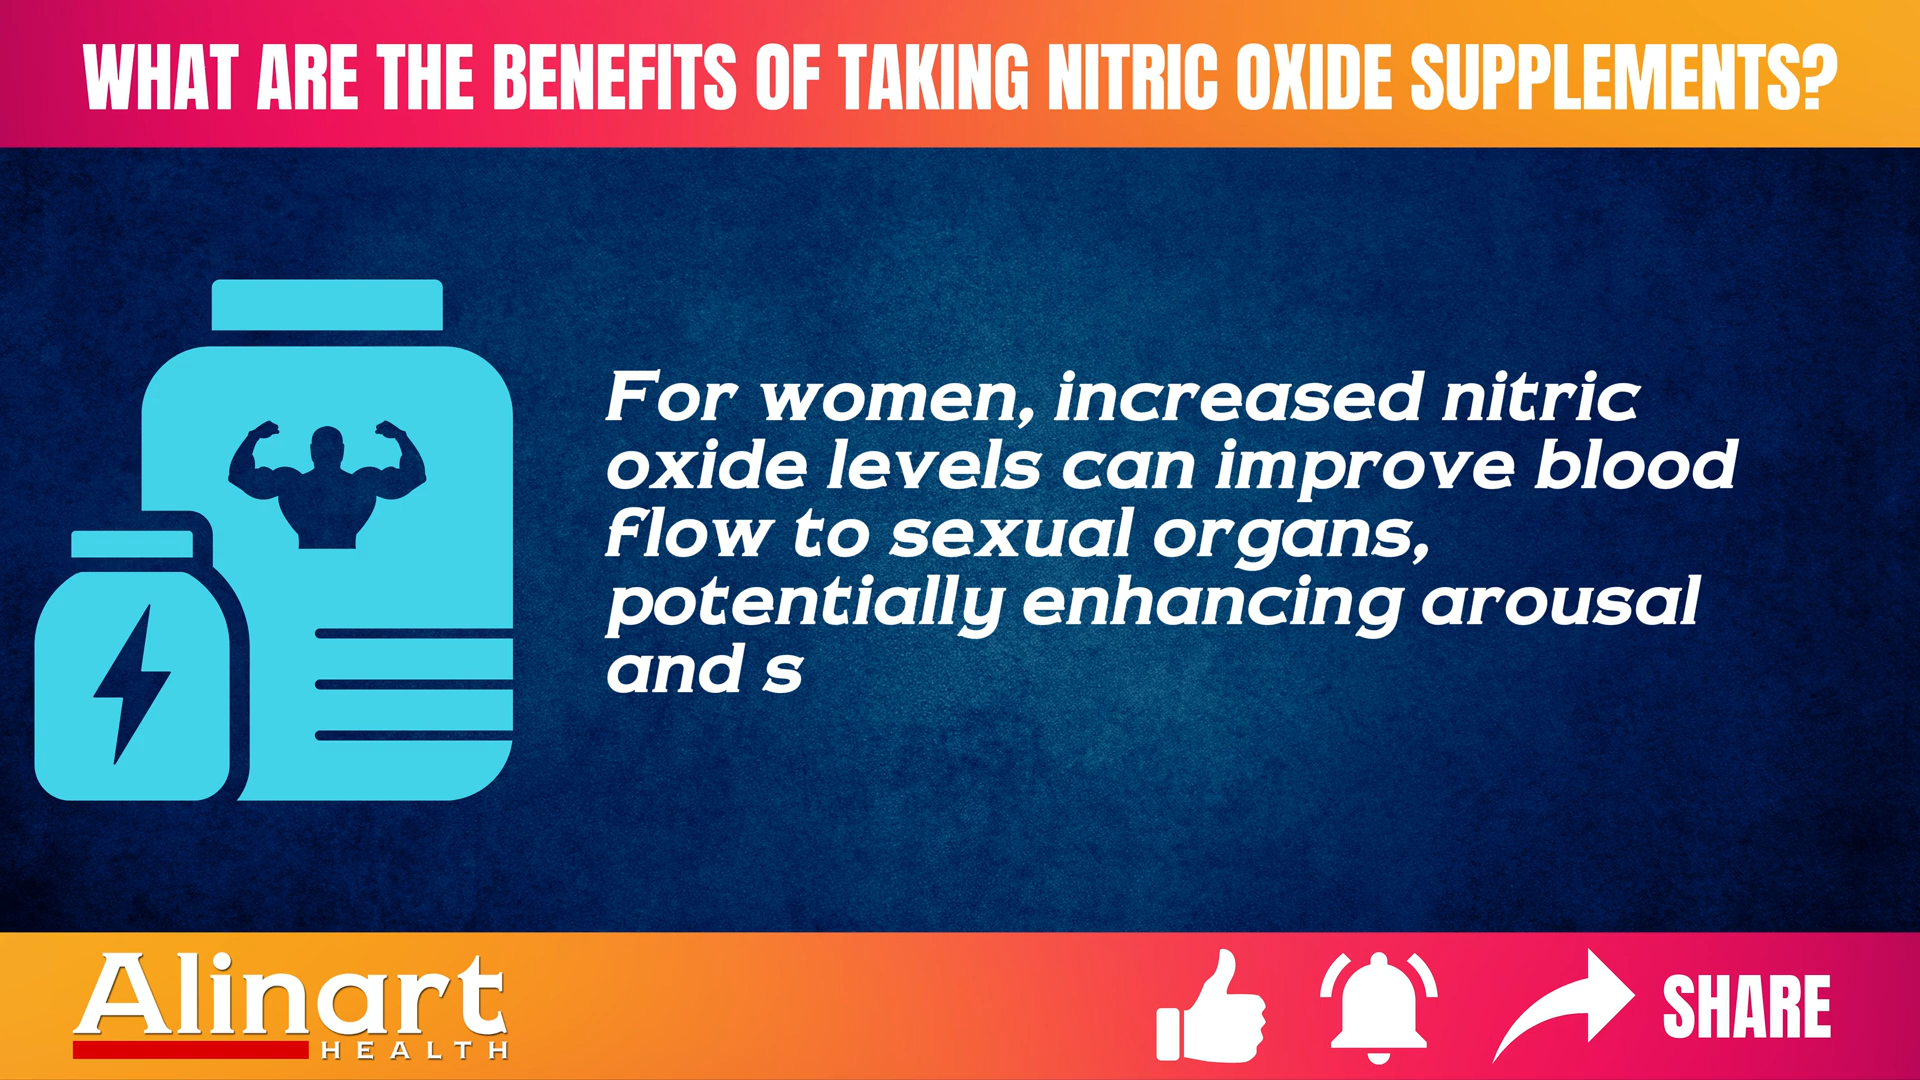 WHAT ARE THE BENEFITS OF TAKING NITRIC OXIDE SUPPLEMENTS?
For women, increased nitric
oxide levels can improve blood
flow to sexual organs,
potentially enhancing arousal
and s
Alinart
HEALTH
SHARE